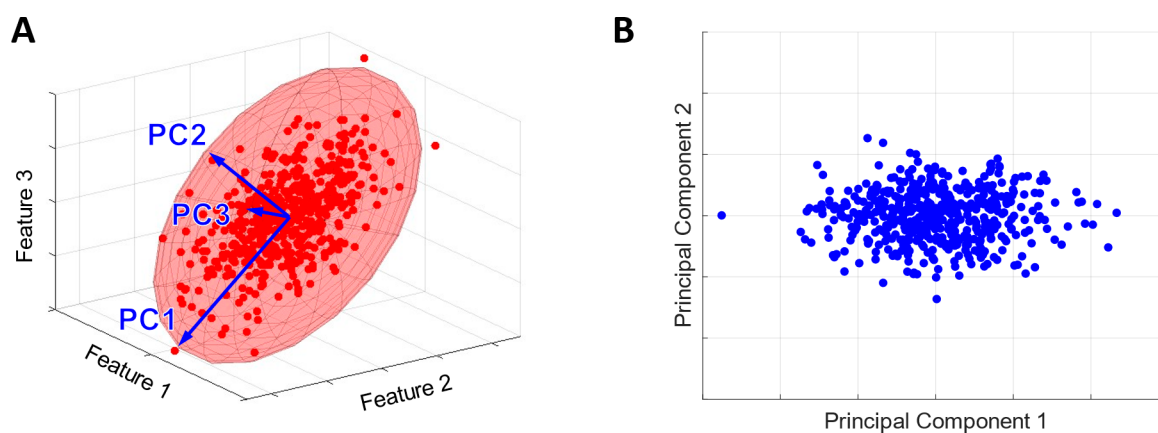 A
PC2
PC3
PC1
Feature 3
Feature 1
Feature 2
B
Principal Component 2
Principal Component 1